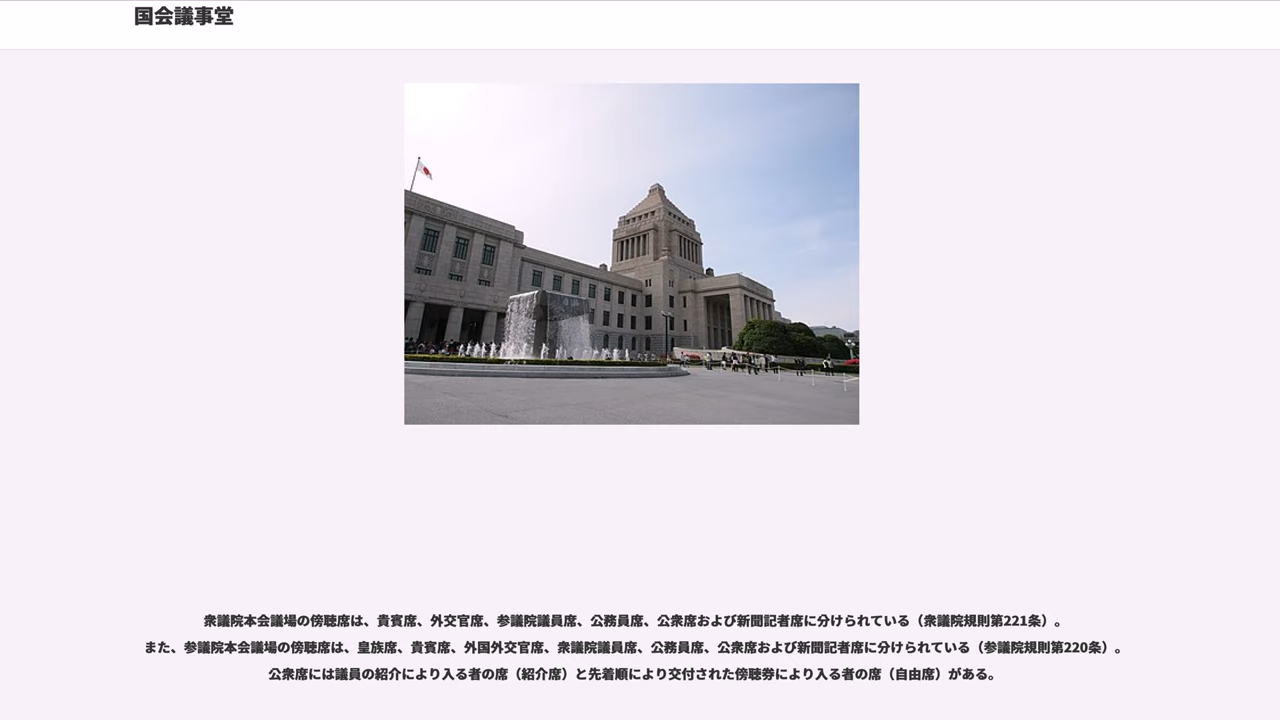 国会議事堂
衆議院本会議場の傍聴席は、貴賓席、外交官席、参議院議員席、公務員席、公衆席および新聞記者席に分けられている（衆議院規則第221条）。
また、参議院本会議場の傍聴席は、皇族席、貴賓席、外国外交官席、衆議院議員席、公務員席、公衆席および新聞記者席に分けられている（参議院規則第220条）。
公衆席には議員の紹介により入る者の席（紹介席）と先着順により交付された傍聴券により入る者の席（自由席）がある。